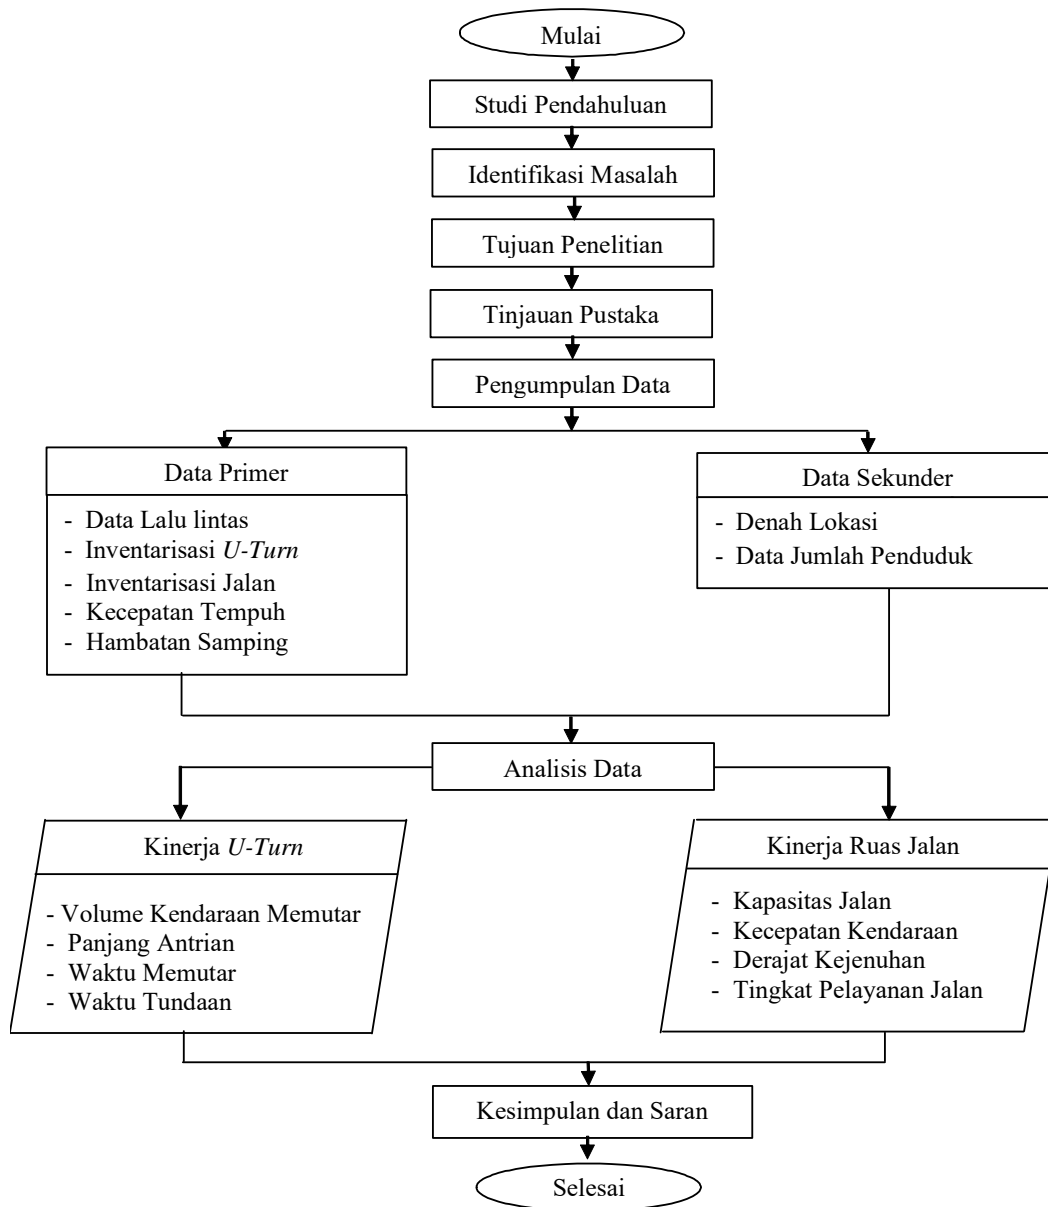 Mulai
Studi Pendahuluan
Identifikasi Masalah
Tujuan Penelitian
Tinjauan Pustaka
Pengumpulan Data
Data Primer
- Data Lalu lintas
- Inventarisasi U-Turn
- Inventarisasi Jalan
- Kecepatan Tempuh
- Hambatan Samping
Data Sekunder
- Denah Lokasi
- Data Jumlah Penduduk
Analisis Data
Kinerja U-Turn
- Volume Kendaraan Memutar
- Panjang Antrian
- Waktu Memutar
- Waktu Tundaan
Kinerja Ruas Jalan
- Kapasitas Jalan
- Kecepatan Kendaraan
- Derajat Kejenuhan
- Tingkat Pelayanan Jalan
Kesimpulan dan Saran
Selesai